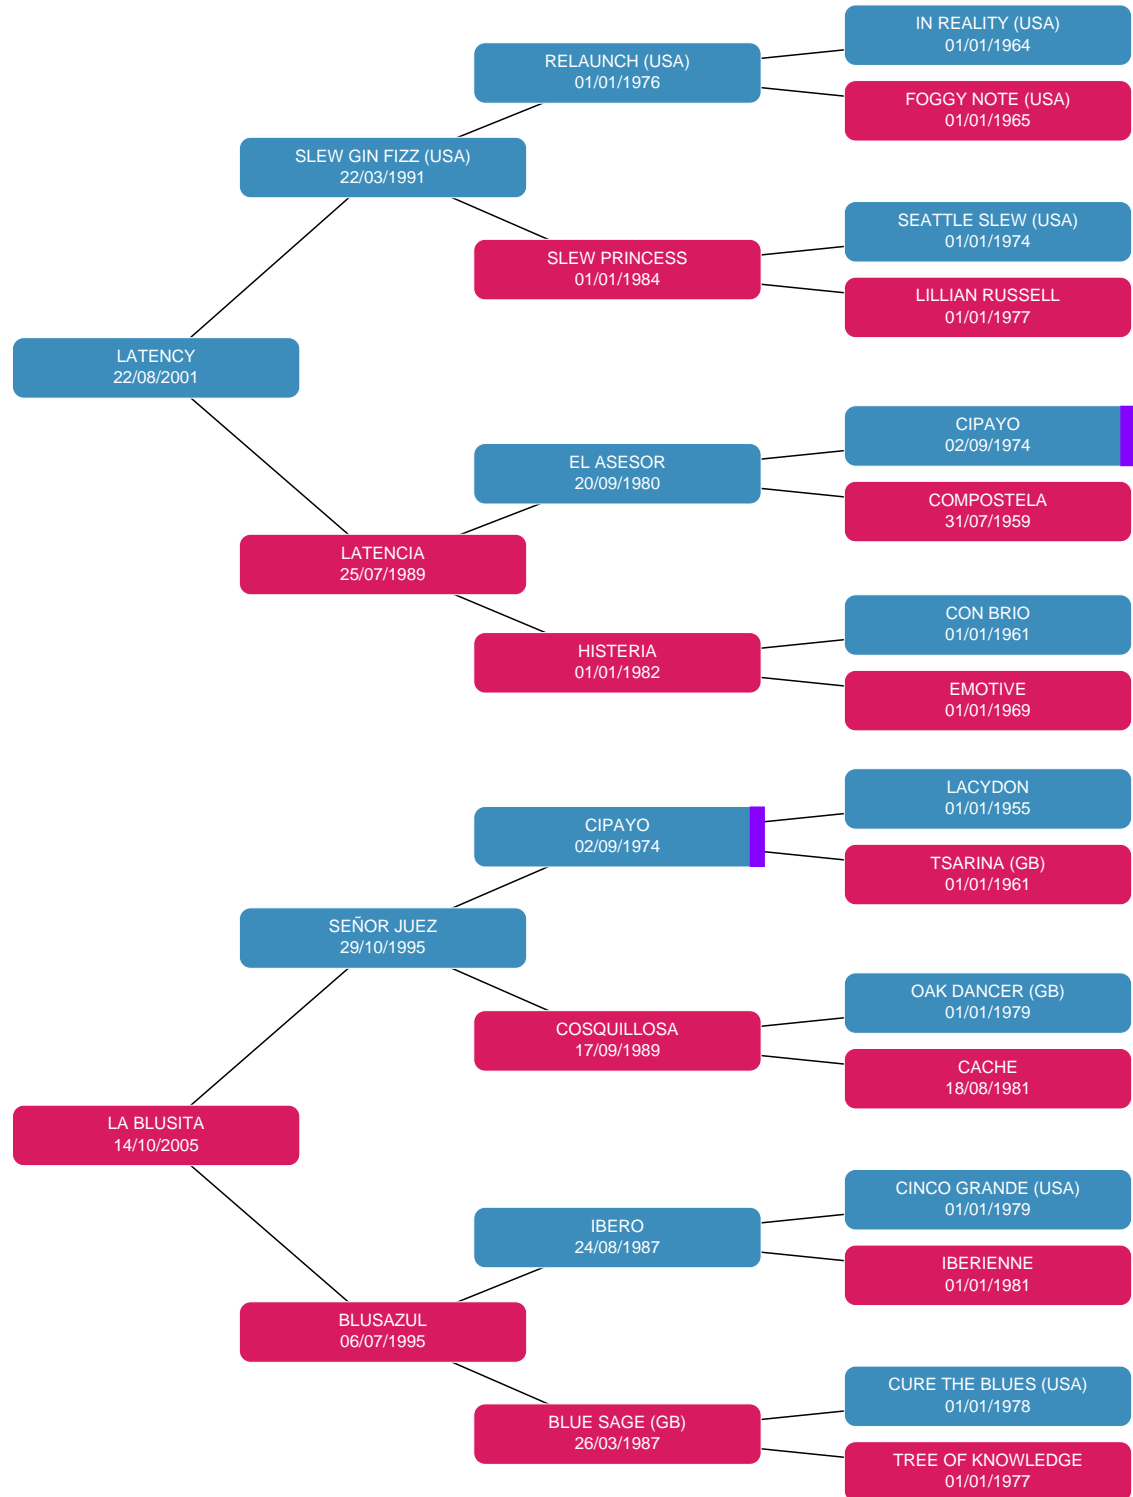 IN REALITY (USA)
01/01/1964
RELAUNCH (USA)
01/01/1976
FOGGY NOTE (USA)
01/01/1965
SLEW GIN FIZZ (USA)
22/03/1991
SEATTLE SLEW (USA)
01/01/1974
SLEW PRINCESS
01/01/1984
LILLIAN RUSSELL
01/01/1977
LATENCY
22/08/2001
CIPAYO
02/09/1974
EL ASESOR
20/09/1980
COMPOSTELA
31/07/1959
LATENCIA
25/07/1989
CON BRIO
01/01/1961
HISTERIA
01/01/1982
EMOTIVE
01/01/1969
LACYDON
01/01/1955
CIPAYO
02/09/1974
TSARINA (GB)
01/01/1961
SEÑOR JUEZ
29/10/1995
OAK DANCER (GB)
01/01/1979
COSQUILLOSA
17/09/1989
CACHE
18/08/1981
LA BLUSITA
14/10/2005
CINCO GRANDE (USA)
01/01/1979
IBERO
24/08/1987
IBERIENNE
01/01/1981
BLUSAZUL
06/07/1995
CURE THE BLUES (USA)
01/01/1978
BLUE SAGE (GB)
26/03/1987
TREE OF KNOWLEDGE
01/01/1977